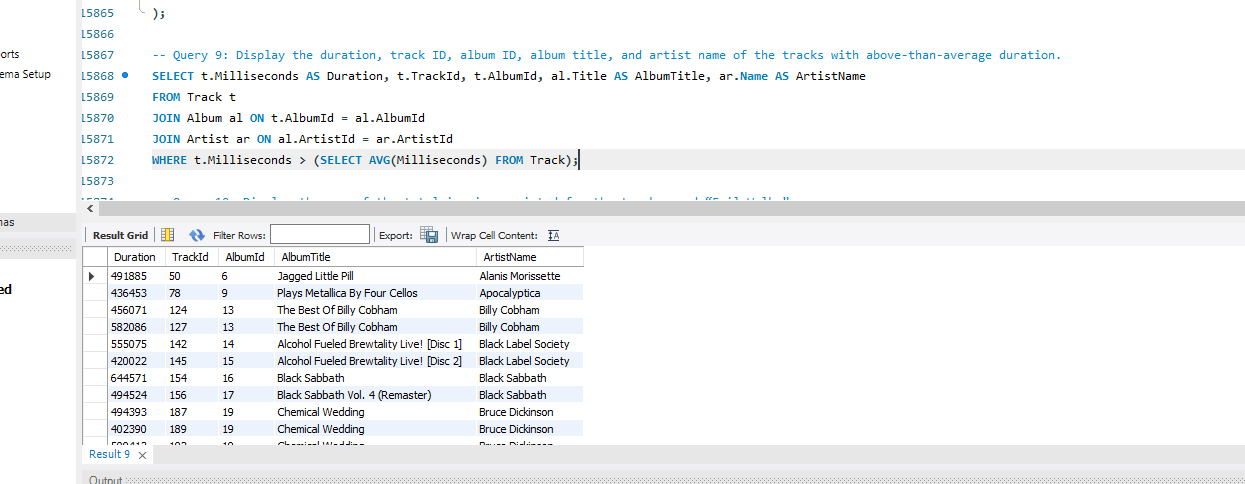 15865 );
15866
ports
15867 -- Query 9: Display the duration, track ID, album ID, album title, and artist name of the tracks with above-than-average duration.
ema Setup
15868 SELECT t.Milliseconds AS Duration, t.TrackId, t.AlbumId, al.Title AS AlbumTitle, ar.Name AS ArtistName
15869 FROM Track t
15870 JOIN Album al ON t.AlbumId = al.AlbumId
15871 JOIN Artist ar ON al.ArtistId = ar.ArtistId
15872 WHERE t.Milliseconds > (SELECT AVG(Milliseconds) FROM Track);
15873
nas
Result Grid Filter Rows: Export: Wrap Cell Content:
Duration TrackId AlbumId AlbumTitle ArtistName
491885 50 6 Jagged Little Pill Alanis Morissette
ed
436453 78 9 Plays Metallica By Four Cellos Apocalyptica
456071 124 13 The Best Of Billy Cobham Billy Cobham
582086 127 13 The Best Of Billy Cobham Billy Cobham
555075 142 14 Alcohol Fueled Brewtality Live! [Disc 1] Black Label Society
420022 145 15 Alcohol Fueled Brewtality Live! [Disc 2] Black Label Society
644571 154 16 Black Sabbath Black Sabbath
494524 156 17 Black Sabbath Vol. 4 (Remaster) Black Sabbath
494393 187 19 Chemical Wedding Bruce Dickinson
402390 189 19 Chemical Wedding Bruce Dickinson
Result 9
Output